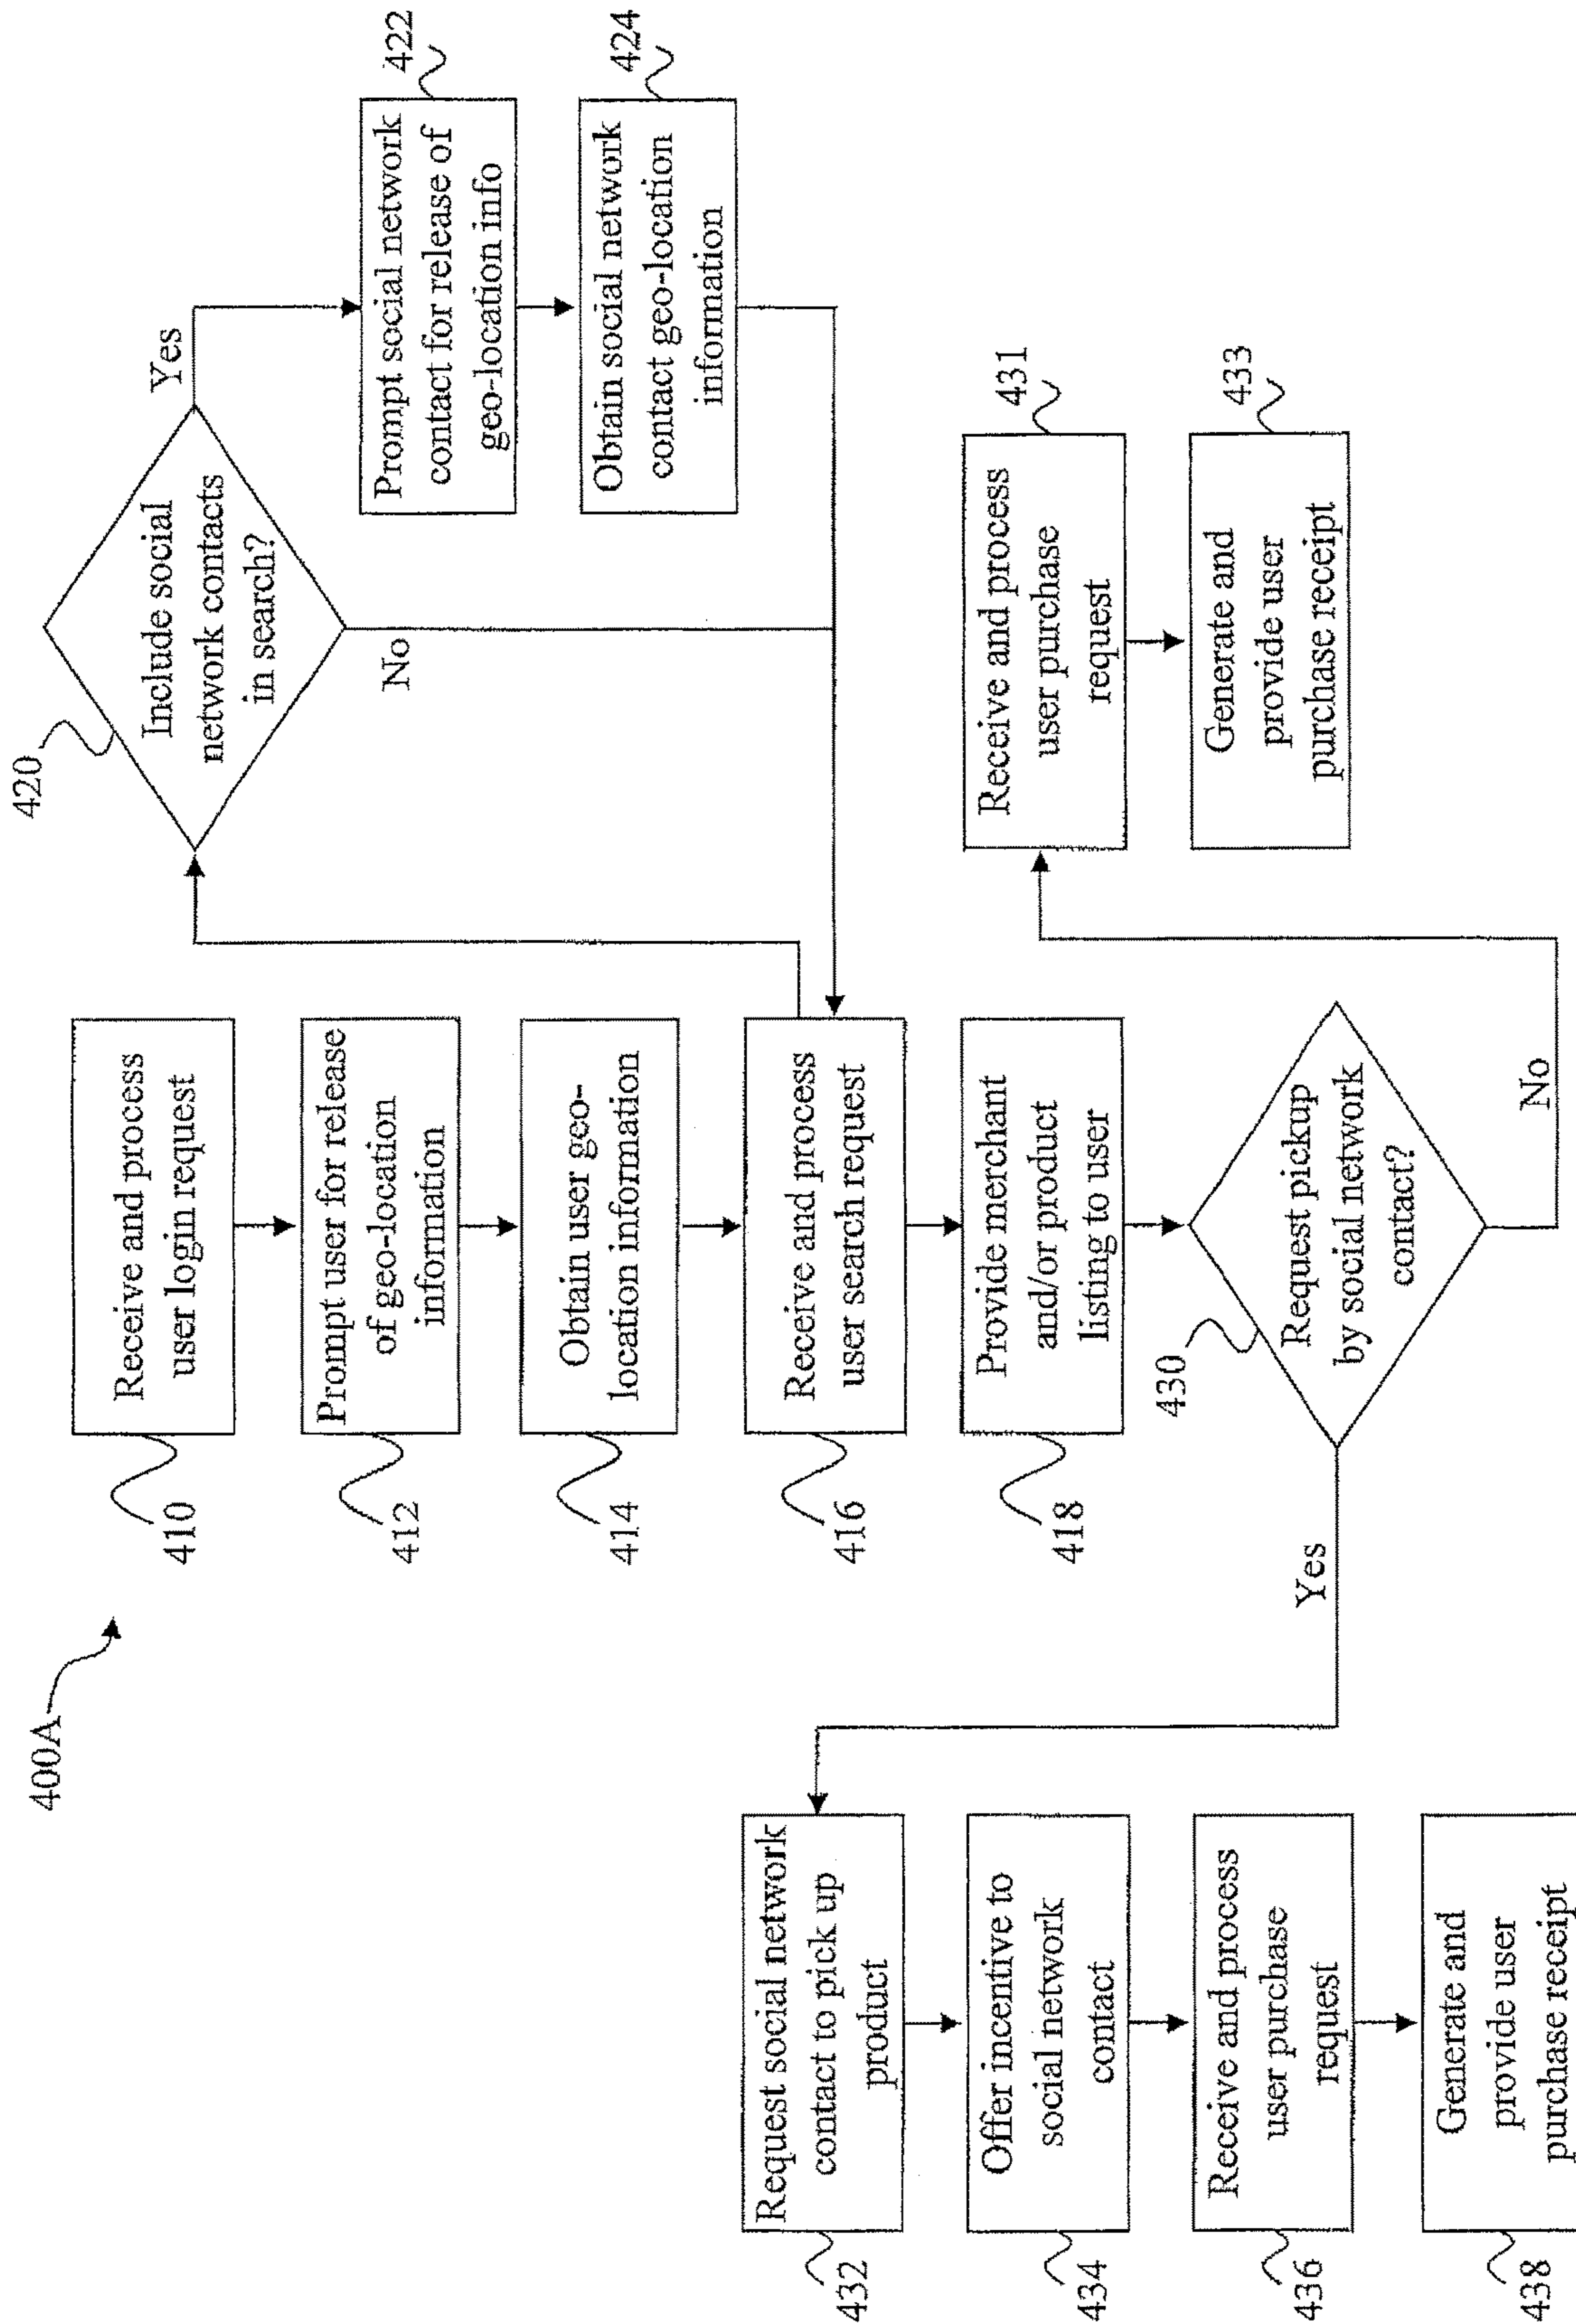 400A
410
Receive and process
user login request
412
Prompt user for release
of geo-location
information
414
Obtain user geo-
location information
416
Receive and process
user search request
418
Provide merchant
and/or product
listing to user
420
Include social
network contacts
in search?
Yes
No
422
Prompt social network
contact for release of
geo-location info
424
Obtain social network
contact geo-location
information
430
Request pickup
by social network
contact?
Yes
No
431
Receive and process
user purchase
request
433
Generate and
provide user
purchase receipt
432
Request social network
contact to pick up
product
434
Offer incentive to
social network
contact
436
Receive and process
user purchase
request
438
Generate and
provide user
purchase receipt